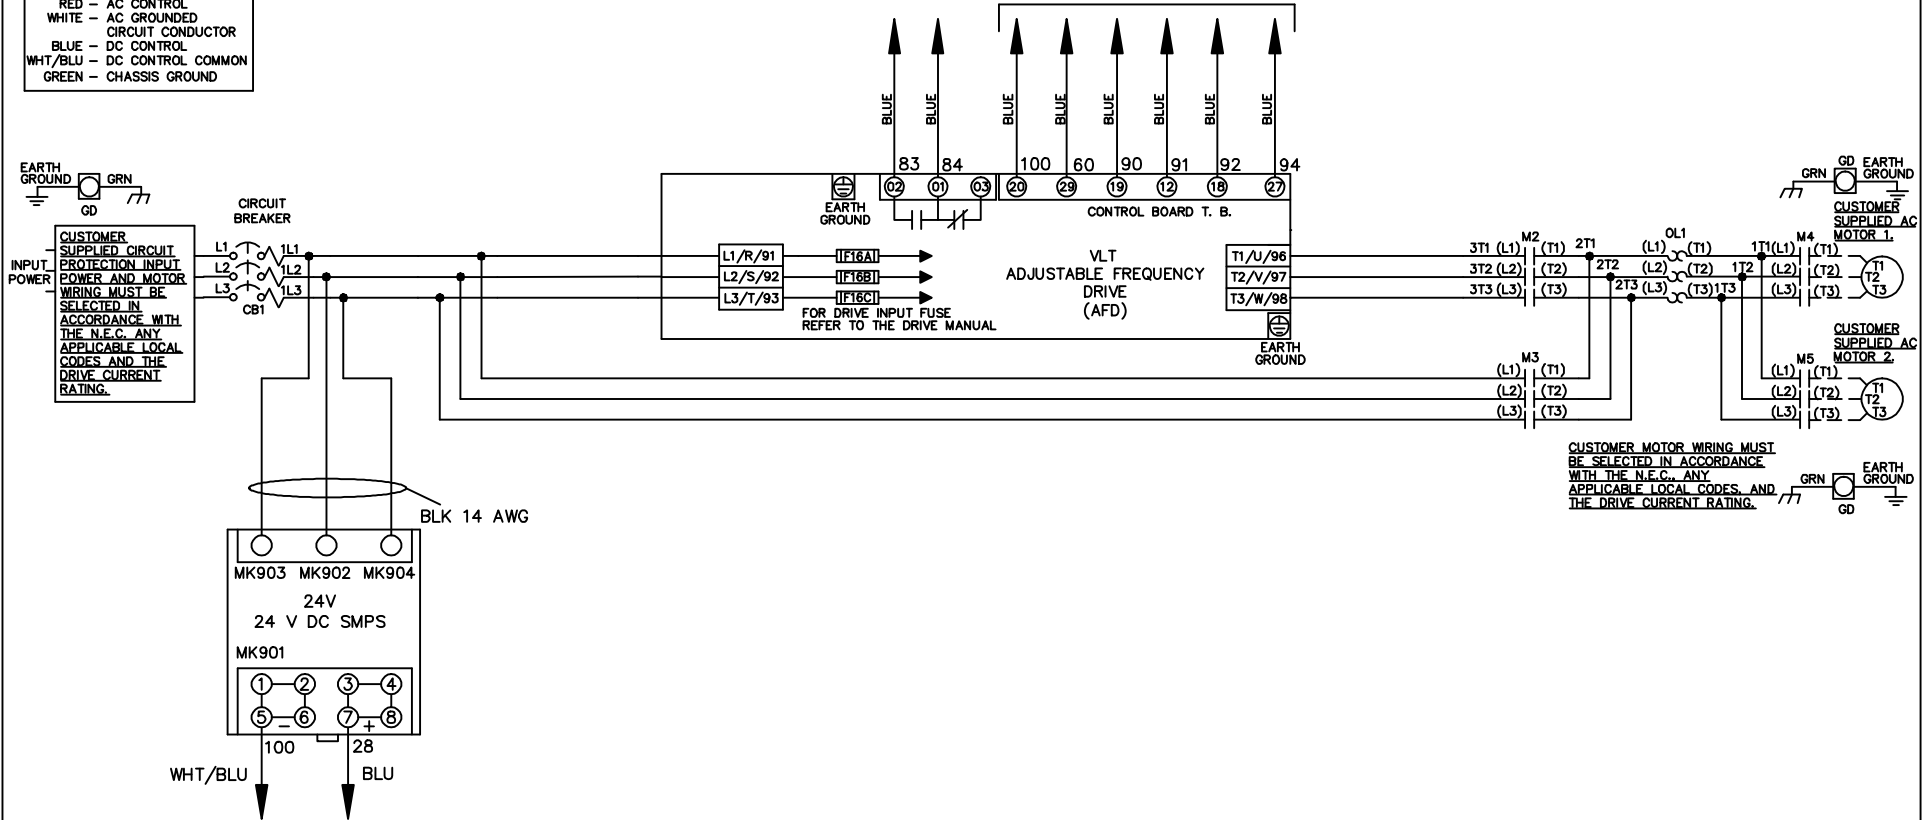 RED – AC CONTROL
WHITE – AC GROUNDED
CIRCUIT CONDUCTOR
BLUE – DC CONTROL
WHT/BLU – DC CONTROL COMMON
GREEN – CHASSIS GROUND
BLUE BLUE BLUE BLUE BLUE BLUE BLUE BLUE
83 84 100 60 90 91 92 94
02 01 03 20 29 19 12 18 27
EARTH
GROUND
CONTROL BOARD T. B.
EARTH
GROUND
GRN
GD
CIRCUIT
BREAKER
INPUT
POWER
CUSTOMER
SUPPLIED CIRCUIT
PROTECTION INPUT
POWER AND MOTOR
WIRING MUST BE
SELECTED IN
ACCORDANCE WITH
THE N.E.C. ANY
APPLICABLE LOCAL
CODES AND THE
DRIVE CURRENT
RATING.
L1 1L1
L2 1L2
L3 1L3
CB1
L1/R/91 F16A
L2/S/92 F16B
L3/T/93 F16C
FOR DRIVE INPUT FUSE
REFER TO THE DRIVE MANUAL
VLT
ADJUSTABLE FREQUENCY
DRIVE
(AFD)
T1/U/96
T2/V/97
T3/W/98
EARTH
GROUND
M2
3T1 (L1) (T1) 2T1
3T2 (L2) (T2) 2T2
3T3 (L3) (T3) 2T3
OL1
(L1) (T1) 1T1
(L2) (T2) 1T2
(L3) (T3) 1T3
M4
(L1) (T1)
(L2) (T2)
(L3) (T3)
T1
T2
T3
GRN
GD
EARTH
GROUND
CUSTOMER
SUPPLIED AC
MOTOR 1.
M3
(L1) (T1)
(L2) (T2)
(L3) (T3)
M5
(L1) (T1)
(L2) (T2)
(L3) (T3)
T1
T2
T3
CUSTOMER
SUPPLIED AC
MOTOR 2.
CUSTOMER MOTOR WIRING MUST
BE SELECTED IN ACCORDANCE
WITH THE N.E.C., ANY
APPLICABLE LOCAL CODES, AND
THE DRIVE CURRENT RATING.
GRN
GD
EARTH
GROUND
BLK 14 AWG
MK903 MK902 MK904
24V
24 V DC SMPS
MK901
1 2 3 4
5 6 7 8
– +
100 28
WHT/BLU BLU